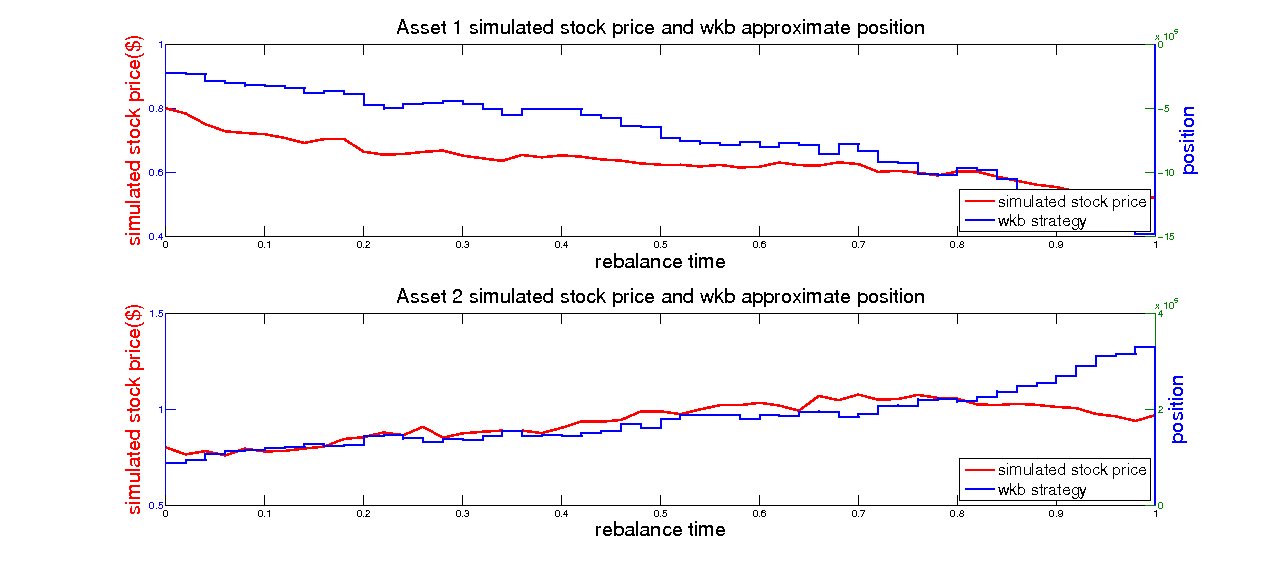 Asset 1 simulated stock price and wkb approximate position
x 10
1
0.8
0.6
0.4
simulated stock price($)
0
-5
-10
-15
position
simulated stock price
wkb strategy
0 0.1 0.2 0.3 0.4 0.5 0.6 0.7 0.8 0.9 1
rebalance time
Asset 2 simulated stock price and wkb approximate position
x 10
1.5
1
0.5
simulated stock price($)
4
2
0
position
simulated stock price
wkb strategy
0 0.1 0.2 0.3 0.4 0.5 0.6 0.7 0.8 0.9 1
rebalance time